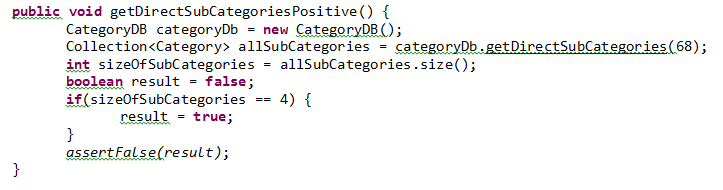 public void getDirectSubCategoriesPositive() {
CategoryDB categoryDb = new CategoryDB();
Collection<Category> allSubCategories = categoryDb.getDirectSubCategories(68);
int sizeOfSubCategories = allSubCategories.size();
boolean result = false;
if(sizeOfSubCategories == 4) {
result = true;
}
assertFalse(result);
}